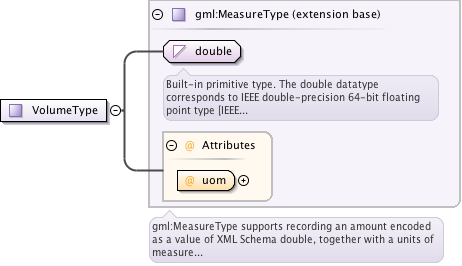 gml:MeasureType (extension base)
double
Built-in primitive type. The double datatype
corresponds to IEEE double-precision 64-bit floating
point type [IEEE...
VolumeType
@ Attributes
@ uom
gml:MeasureType supports recording an amount encoded
as a value of XML Schema double, together with a units of
measure...